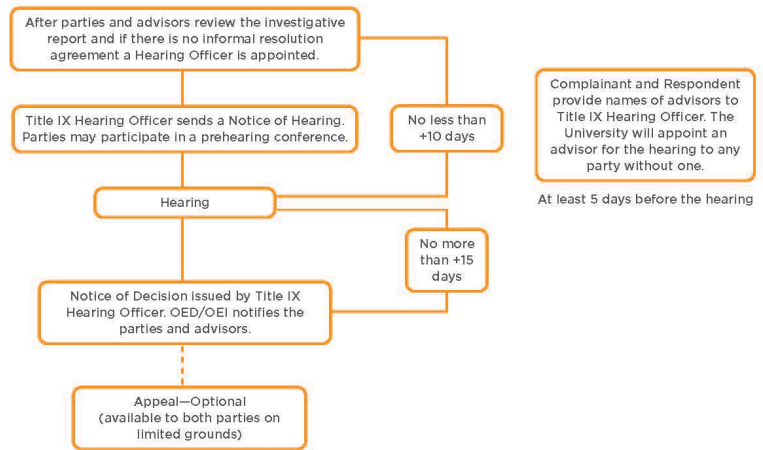 After parties and advisors review the investigative
report and if there is no informal resolution
agreement a Hearing Officer is appointed.
Title IX Hearing Officer sends a Notice of Hearing.
Parties may participate in a prehearing conference.
No less than
+10 days
Hearing
No more
than +15
days
Notice of Decision issued by Title IX
Hearing Officer. OED/OEI notifies the
parties and advisors.
Appeal—Optional
(available to both parties on
limited grounds)
Complainant and Respondent
provide names of advisors to
Title IX Hearing Officer. The
University will appoint an
advisor for the hearing to any
party without one.
At least 5 days before the hearing